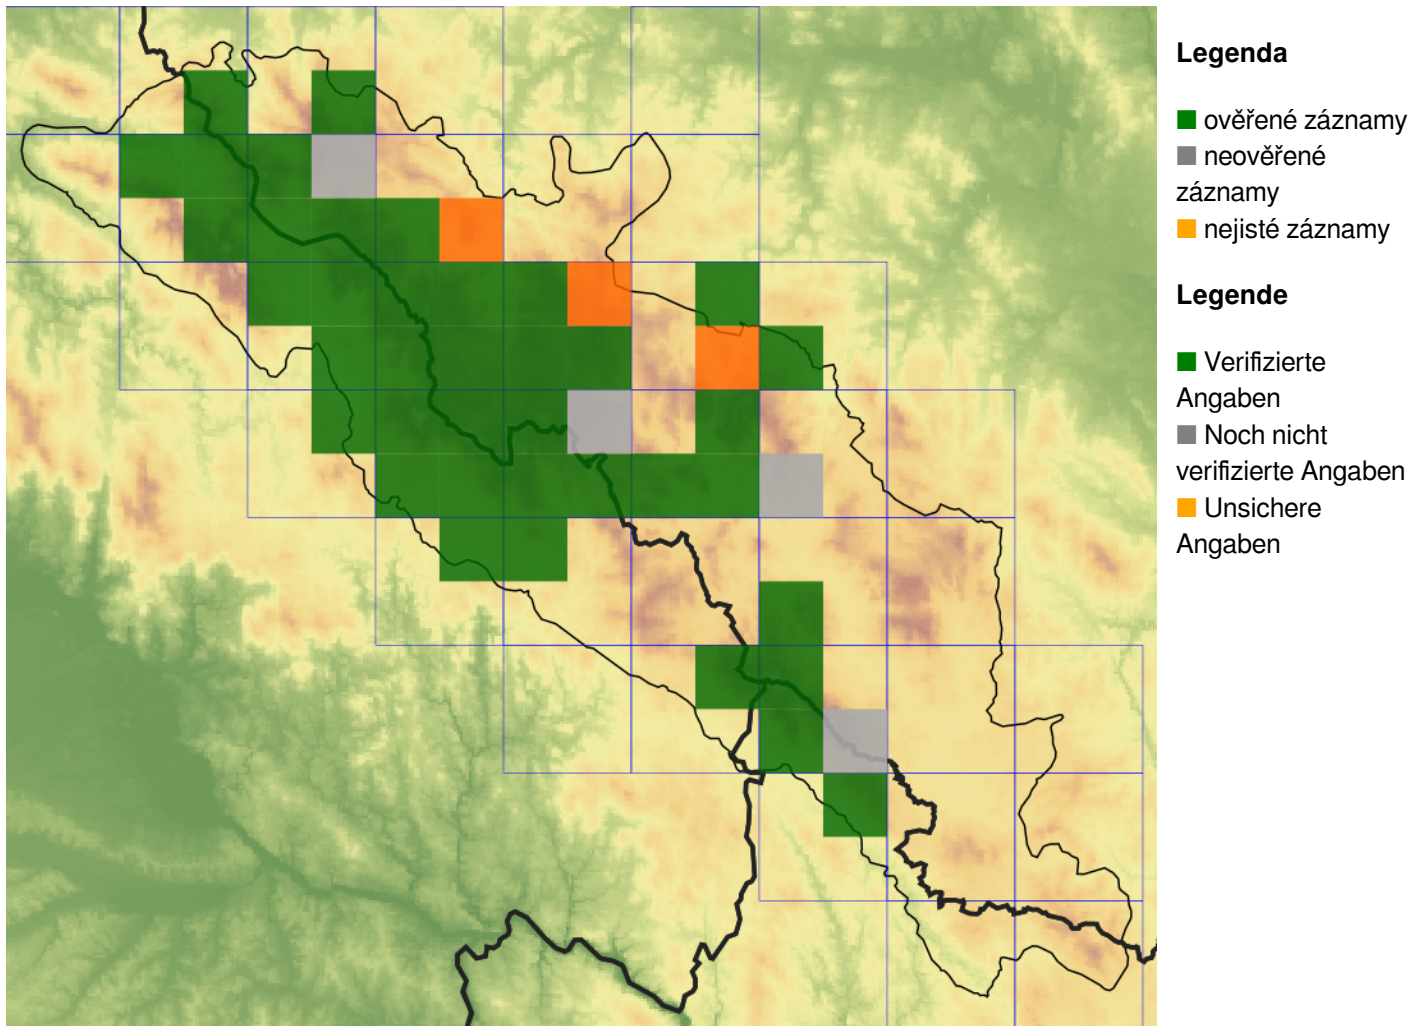 Legenda
ověřené záznamy
neověřené
záznamy
nejisté záznamy
Legende
Verifizierte
Angaben
Noch nicht
verifizierte Angaben
Unsichere
Angaben